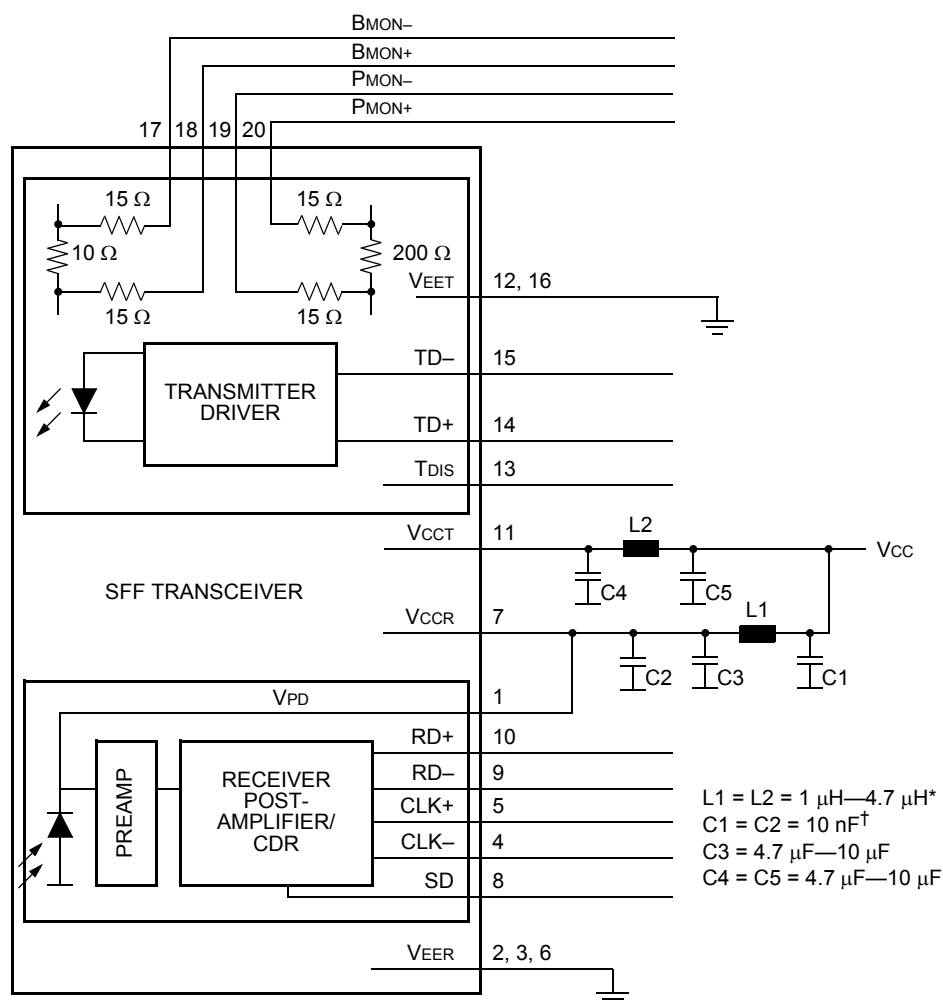 BMON–
BMON+
PMON–
PMON+
17 18 19 20
15 Ω
15 Ω
10 Ω
200 Ω
15 Ω
15 Ω
VEET
12, 16
TD–
15
TRANSMITTER
DRIVER
TD+
14
TDIS
13
VCCT
11
L2
VCC
C4
C5
SFF TRANSCEIVER
VCCR
7
L1
C2
C3
C1
VPD
1
RD+
10
RD–
9
CLK+
5
CLK–
4
SD
8
PREAMP
RECEIVER
POST-
AMPLIFIER/
CDR
L1 = L2 = 1 μH—4.7 μH*
C1 = C2 = 10 nF†
C3 = 4.7 μF—10 μF
C4 = C5 = 4.7 μF—10 μF
VEER
2, 3, 6